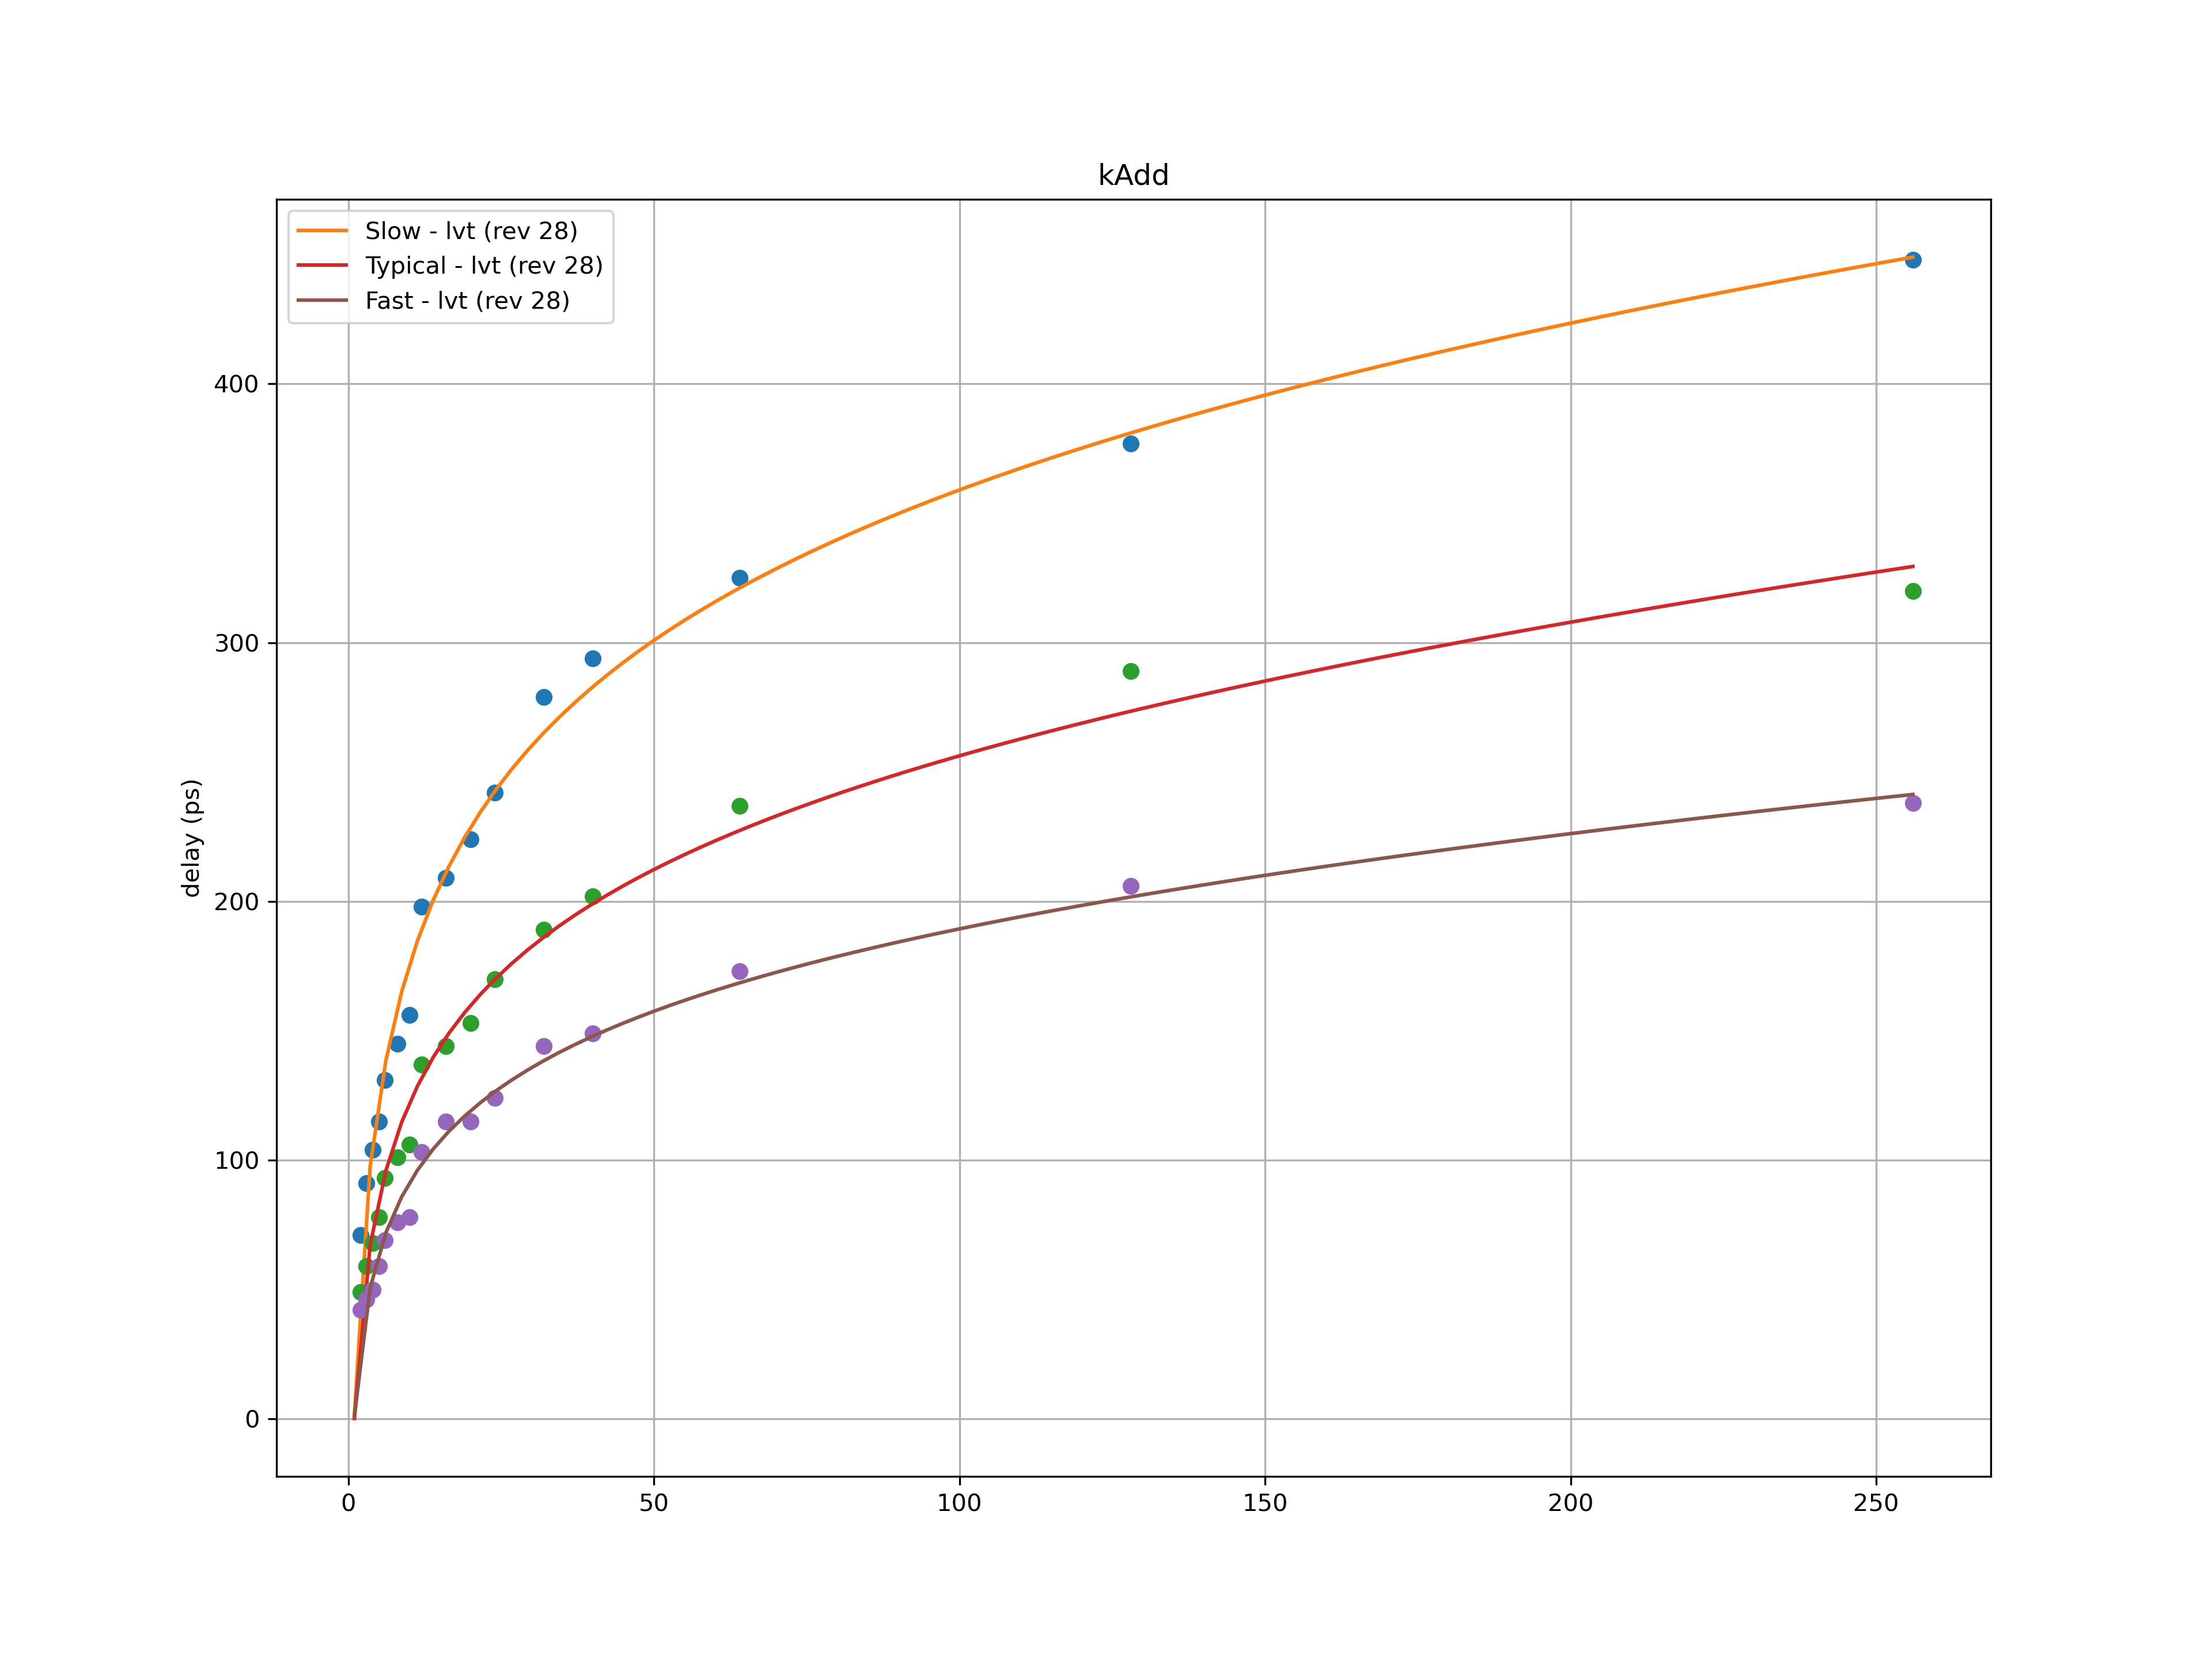 kAdd
Slow - lvt (rev 28)
Typical - lvt (rev 28)
Fast - lvt (rev 28)
delay (ps)
400
300
200
100
0
0 50 100 150 200 250